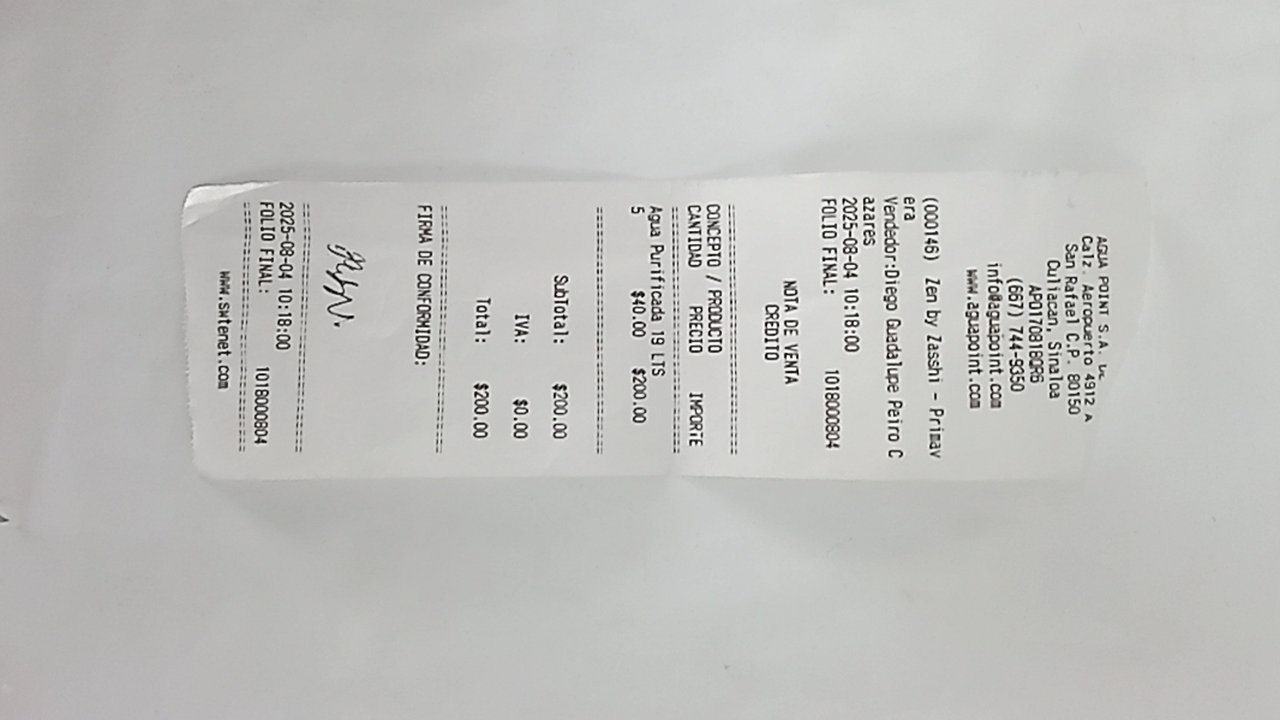 AGUA POINT S.A.
Calz. Aeropuerto 4912 A
San Rafael C.P. 80150
Culiacan, Sinaloa
APO170818QR6
(667) 744-9350
info@aguapoint.com
www.aguapoint.com
(000146) Zen by Zasshi - Primav
era
Vendedor:Diego Guadalupe Peiro C
azares
2025-08-04 10:18:00
FOLIO FINAL: 1018000804
NOTA DE VENTA
CREDITO
================================
CONCEPTO / PRODUCTO
CANTIDAD PRECIO IMPORTE
================================
Agua Purificada 19 LTS
5 $40.00 $200.00
================================
SubTotal: $200.00
IVA: $0.00
Total: $200.00
================================
FIRMA DE CONFORMIDAD:
================================
2025-08-04 10:18:00
FOLIO FINAL: 1018000804
================================
www.swtenet.com